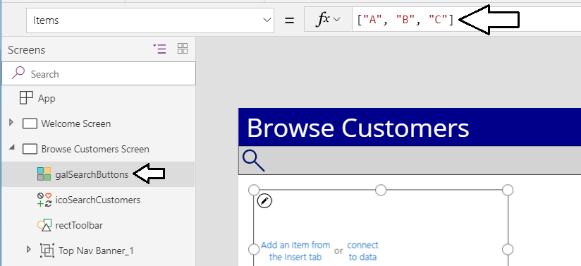 Items
=
fx
["A", "B", "C"]
Screens
Search
App
Welcome Screen
Browse Customers Screen
galSearchButtons
icoSearchCustomers
rectToolbar
Top Nav Banner_1
Browse Customers
Add an item from
the Insert tab
or
connect
to data